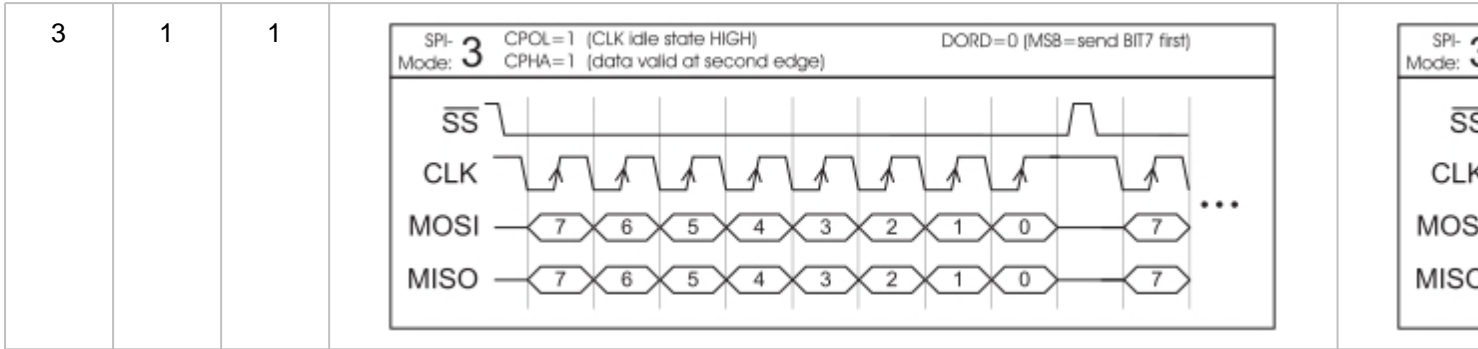 3 1 1
SPI-Mode: 3 CPOL=1 (CLK idle state HIGH) DORD=0 (MSB=send BIT7 first)
CPHA=1 (data valid at second edge)
SS
CLK
MOSI 7 6 5 4 3 2 1 0 7
MISO 7 6 5 4 3 2 1 0 7
...
SPI-
Mode:
CLK
MOS
MISO